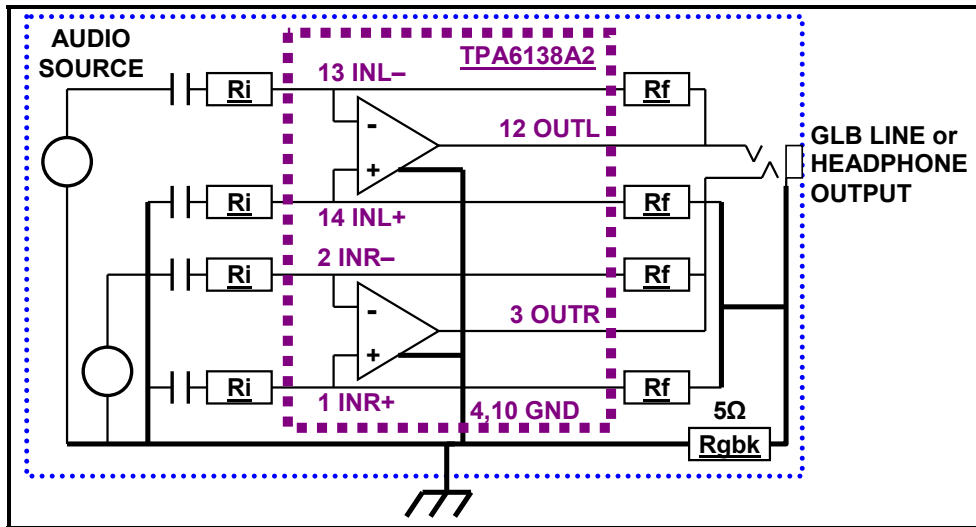 AUDIO
SOURCE
TPA6138A2
Ri
13 INL–
Rf
-
12 OUTL
GLB LINE or
HEADPHONE
OUTPUT
+
Ri
14 INL+
Rf
2 INR–
Ri
Rf
-
3 OUTR
+
Ri
Rf
1 INR+
4,10 GND
5Ω
Rgbk